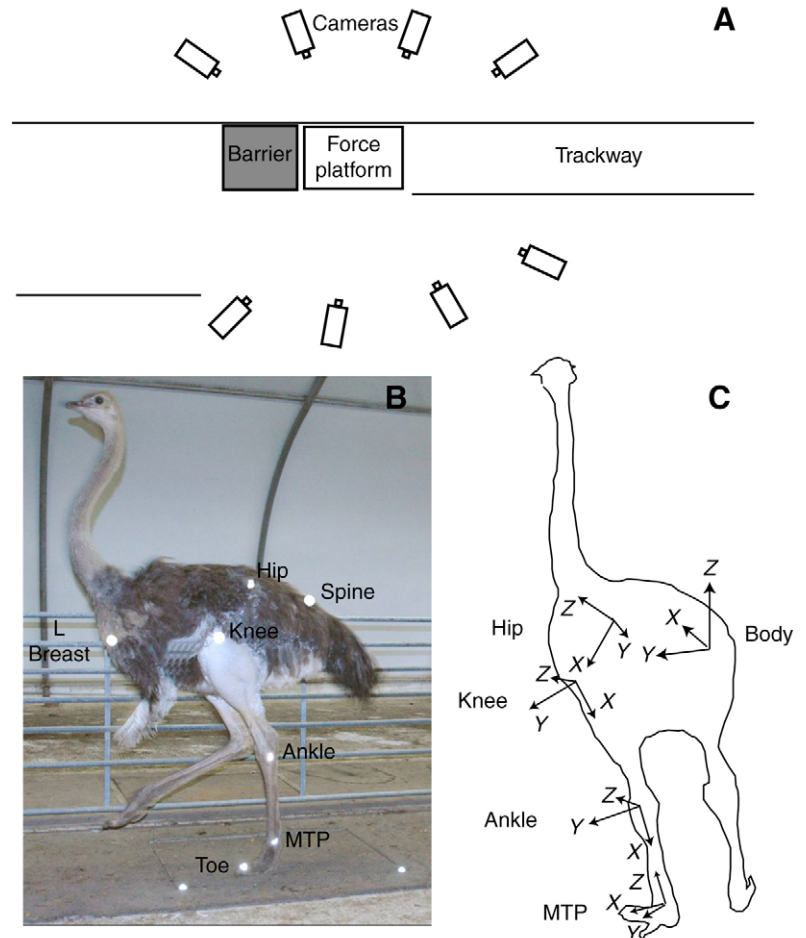 A
Cameras
Barrier
Force
platform
Trackway
B
Hip
Spine
L
Breast
Knee
Ankle
MTP
Toe
C
Z
X
Y
Body
Hip
Z
X
Y
Knee
Z
X
Y
Ankle
Z
Y
X
MTP
Z
X
Y